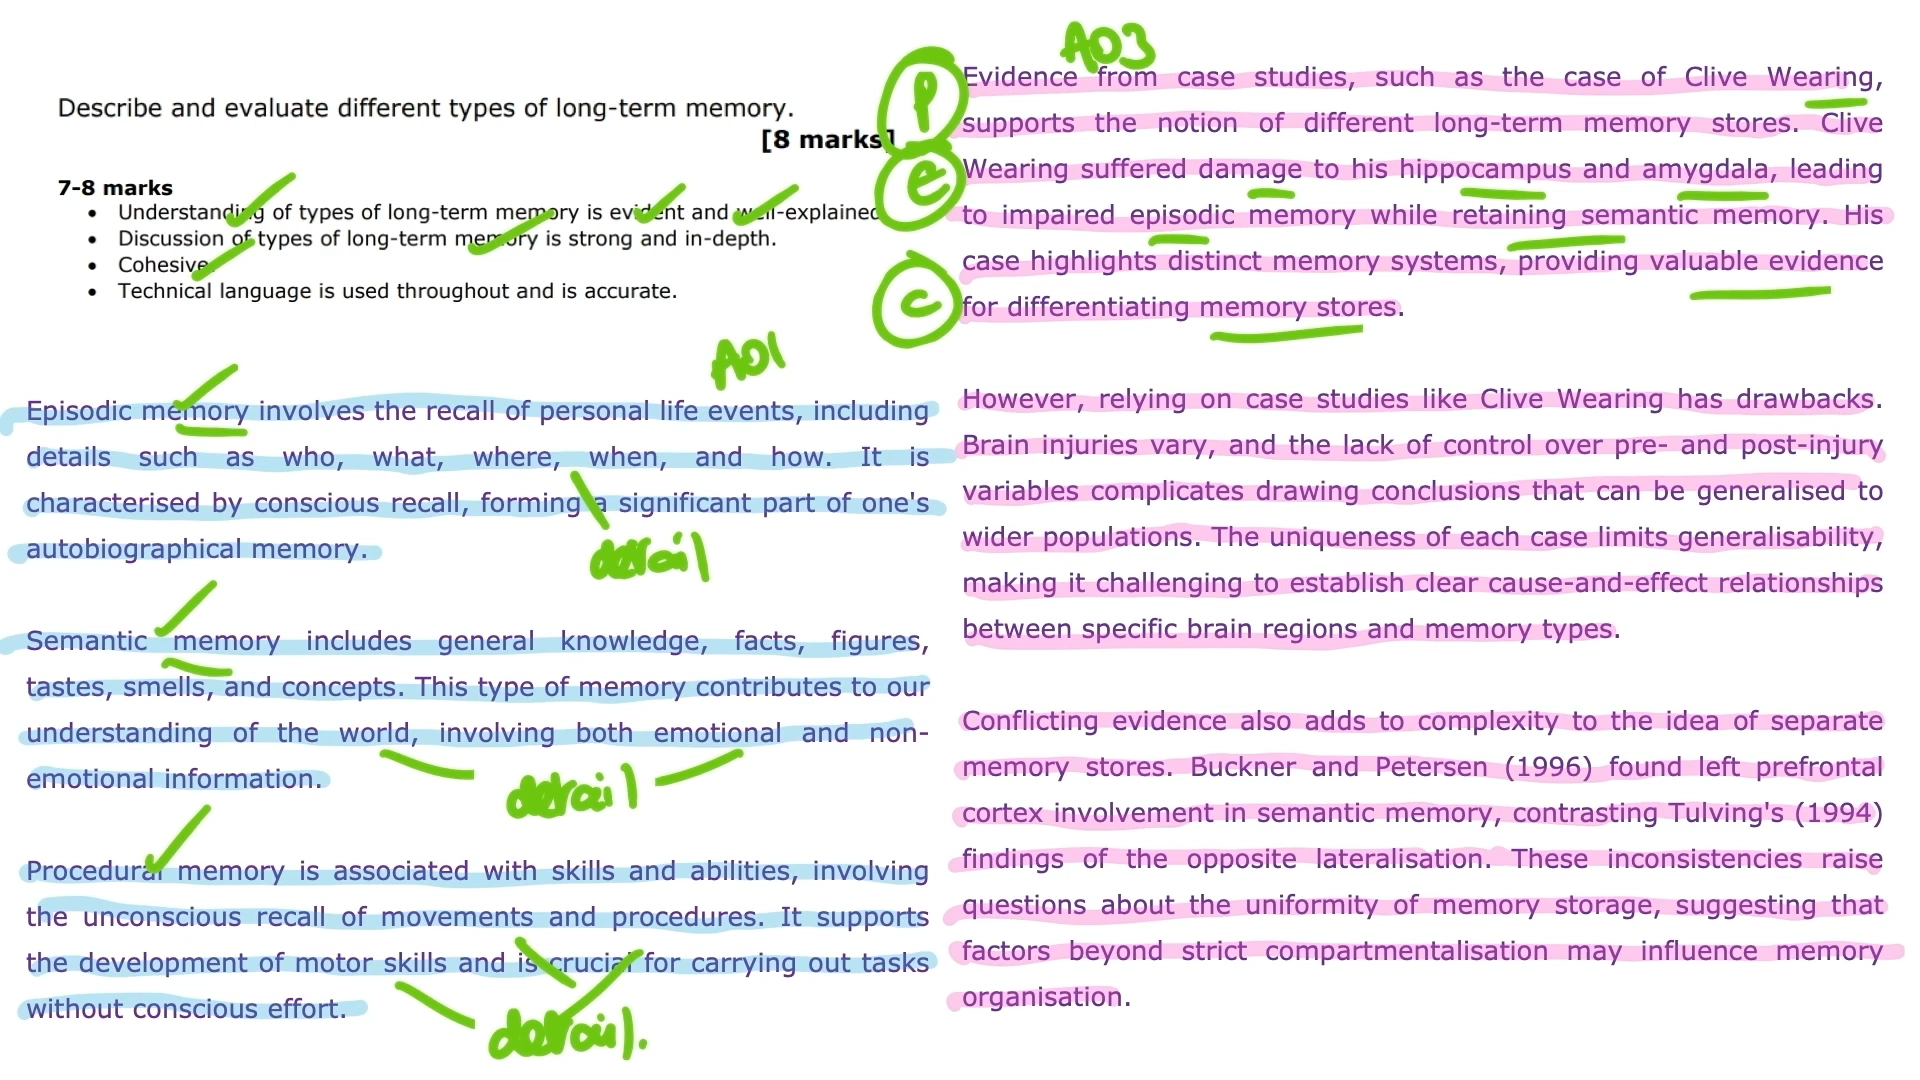 Describe and evaluate different types of long-term memory.
[8 marks]
7-8 marks
• Understanding of types of long-term memory is evident and well-explained
• Discussion of types of long-term memory is strong and in-depth.
• Cohesive.
• Technical language is used throughout and is accurate.
AO1
Episodic memory involves the recall of personal life events, including
details such as who, what, where, when, and how. It is
characterised by conscious recall, forming a significant part of one's
autobiographical memory.
detail
Semantic memory includes general knowledge, facts, figures,
tastes, smells, and concepts. This type of memory contributes to our
understanding of the world, involving both emotional and non-
emotional information.
detail
Procedural memory is associated with skills and abilities, involving
the unconscious recall of movements and procedures. It supports
the development of motor skills and is crucial for carrying out tasks
without conscious effort.
detail.
AO3
P
Evidence from case studies, such as the case of Clive Wearing,
supports the notion of different long-term memory stores. Clive
e
Wearing suffered damage to his hippocampus and amygdala, leading
to impaired episodic memory while retaining semantic memory. His
case highlights distinct memory systems, providing valuable evidence
c
for differentiating memory stores.
However, relying on case studies like Clive Wearing has drawbacks.
Brain injuries vary, and the lack of control over pre- and post-injury
variables complicates drawing conclusions that can be generalised to
wider populations. The uniqueness of each case limits generalisability,
making it challenging to establish clear cause-and-effect relationships
between specific brain regions and memory types.
Conflicting evidence also adds to complexity to the idea of separate
memory stores. Buckner and Petersen (1996) found left prefrontal
cortex involvement in semantic memory, contrasting Tulving's (1994)
findings of the opposite lateralisation. These inconsistencies raise
questions about the uniformity of memory storage, suggesting that
factors beyond strict compartmentalisation may influence memory
organisation.